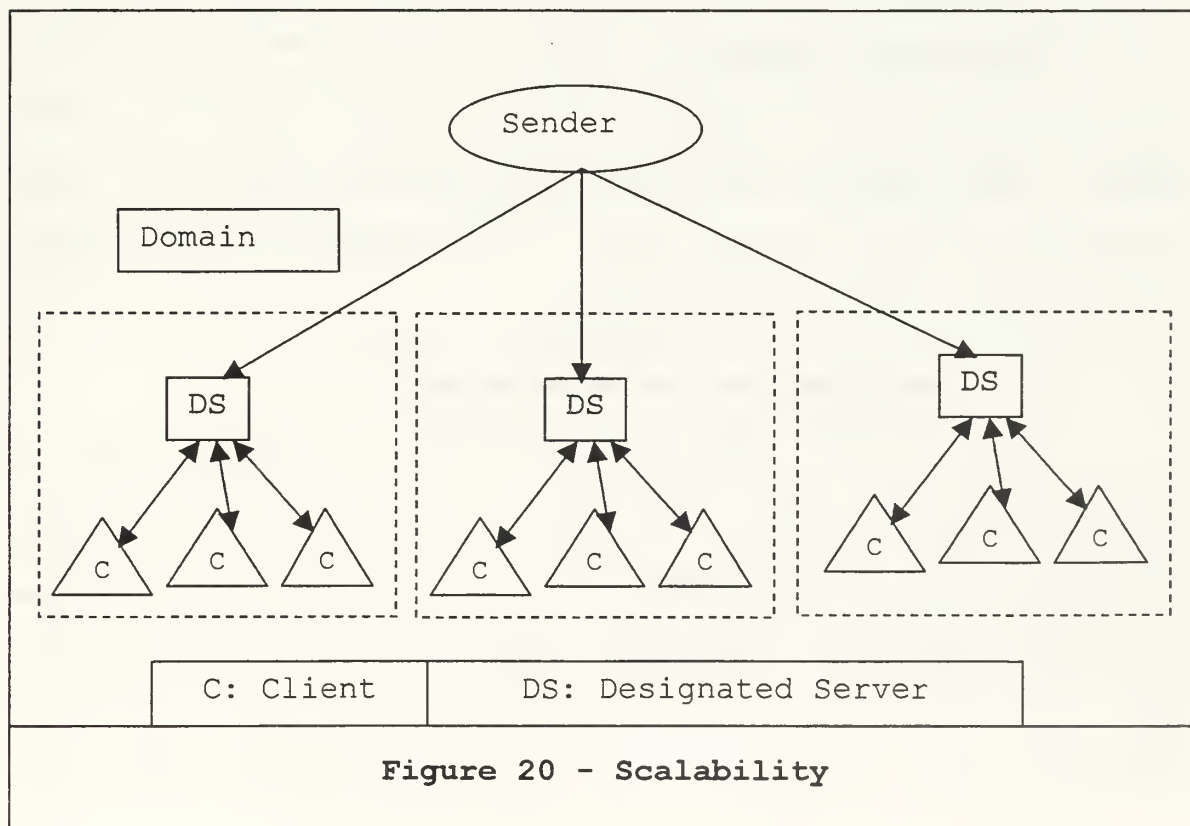 Sender
Domain
DS DS DS
C C C C C C C C C
C: Client DS: Designated Server
Figure 20 - Scalability